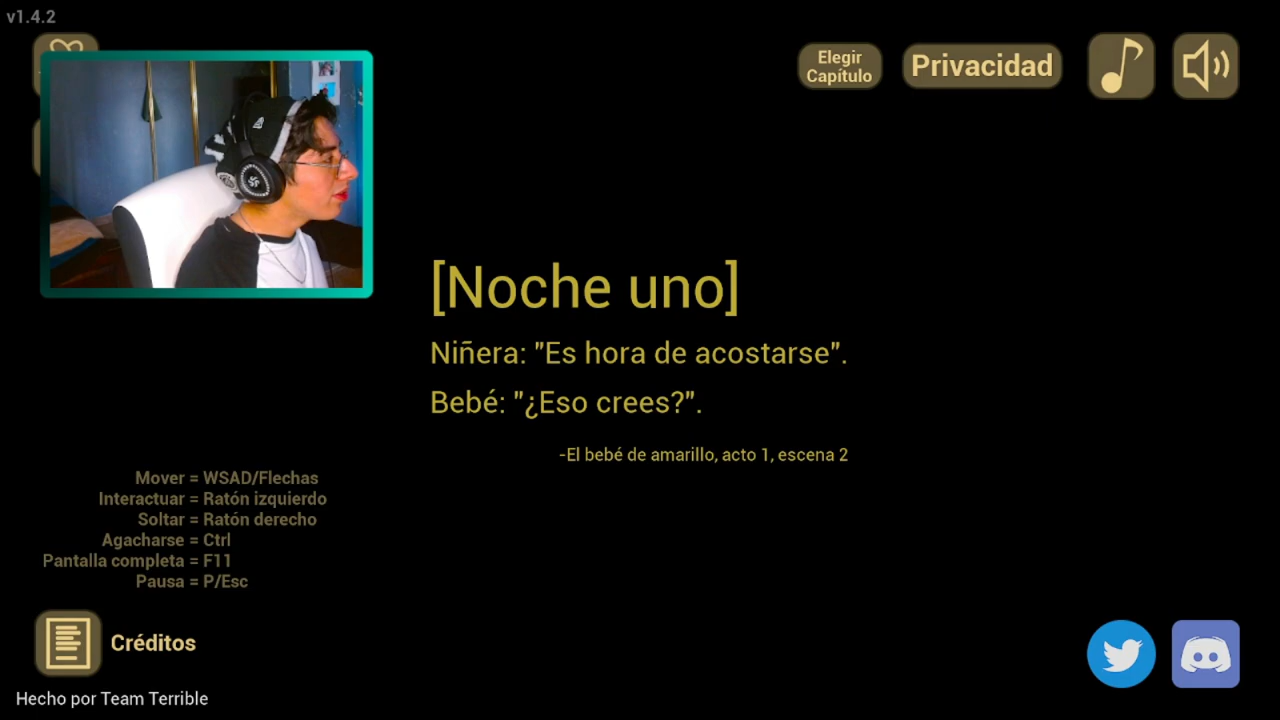 v1.4.2
Elegir
Capítulo
Privacidad
[Noche uno]
Niñera: "Es hora de acostarse".
Bebé: "¿Eso crees?".
-El bebé de amarillo, acto 1, escena 2
Mover = WSAD/Flechas
Interactuar = Ratón izquierdo
Soltar = Ratón derecho
Agacharse = Ctrl
Pantalla completa = F11
Pausa = P/Esc
Créditos
Hecho por Team Terrible